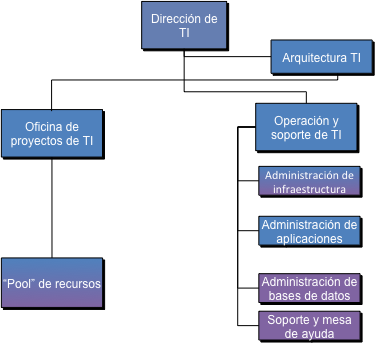 Dirección de
TI
Arquitectura TI
Oficina de
proyectos de TI
Operación y
soporte de TI
Administración de
infraestructura
Administración de
aplicaciones
“Pool” de recursos
Administración de
bases de datos
Soporte y mesa
de ayuda